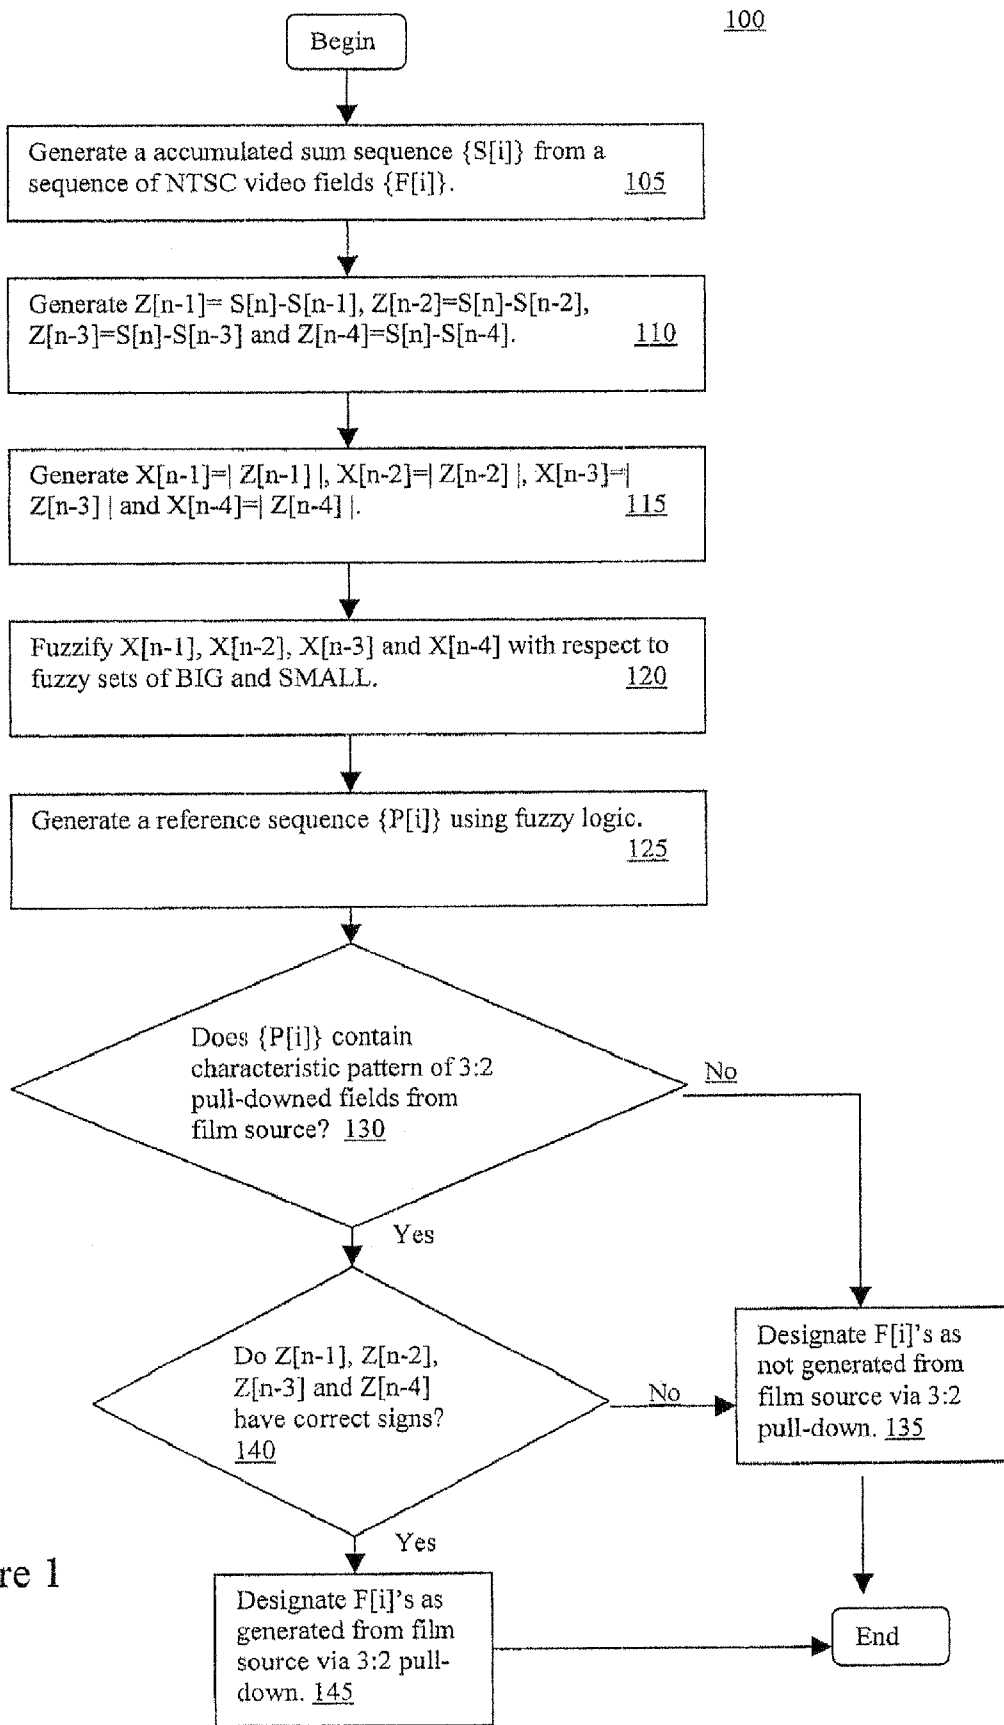 100
Begin
Generate a accumulated sum sequence {S[i]} from a
sequence of NTSC video fields {F[i]}. 105
Generate Z[n-1]= S[n]-S[n-1], Z[n-2]=S[n]-S[n-2],
Z[n-3]=S[n]-S[n-3] and Z[n-4]=S[n]-S[n-4]. 110
Generate X[n-1]=| Z[n-1] |, X[n-2]=| Z[n-2] |, X[n-3]=|
Z[n-3] | and X[n-4]=| Z[n-4] |. 115
Fuzzify X[n-1], X[n-2], X[n-3] and X[n-4] with respect to
fuzzy sets of BIG and SMALL. 120
Generate a reference sequence {P[i]} using fuzzy logic.
125
Does {P[i]} contain
characteristic pattern of 3:2
pull-downed fields from
film source? 130
No
Yes
Do Z[n-1], Z[n-2],
Z[n-3] and Z[n-4]
have correct signs?
140
No
Designate F[i]'s as
not generated from
film source via 3:2
pull-down. 135
Yes
re 1
Designate F[i]'s as
generated from film
source via 3:2 pull-
down. 145
End